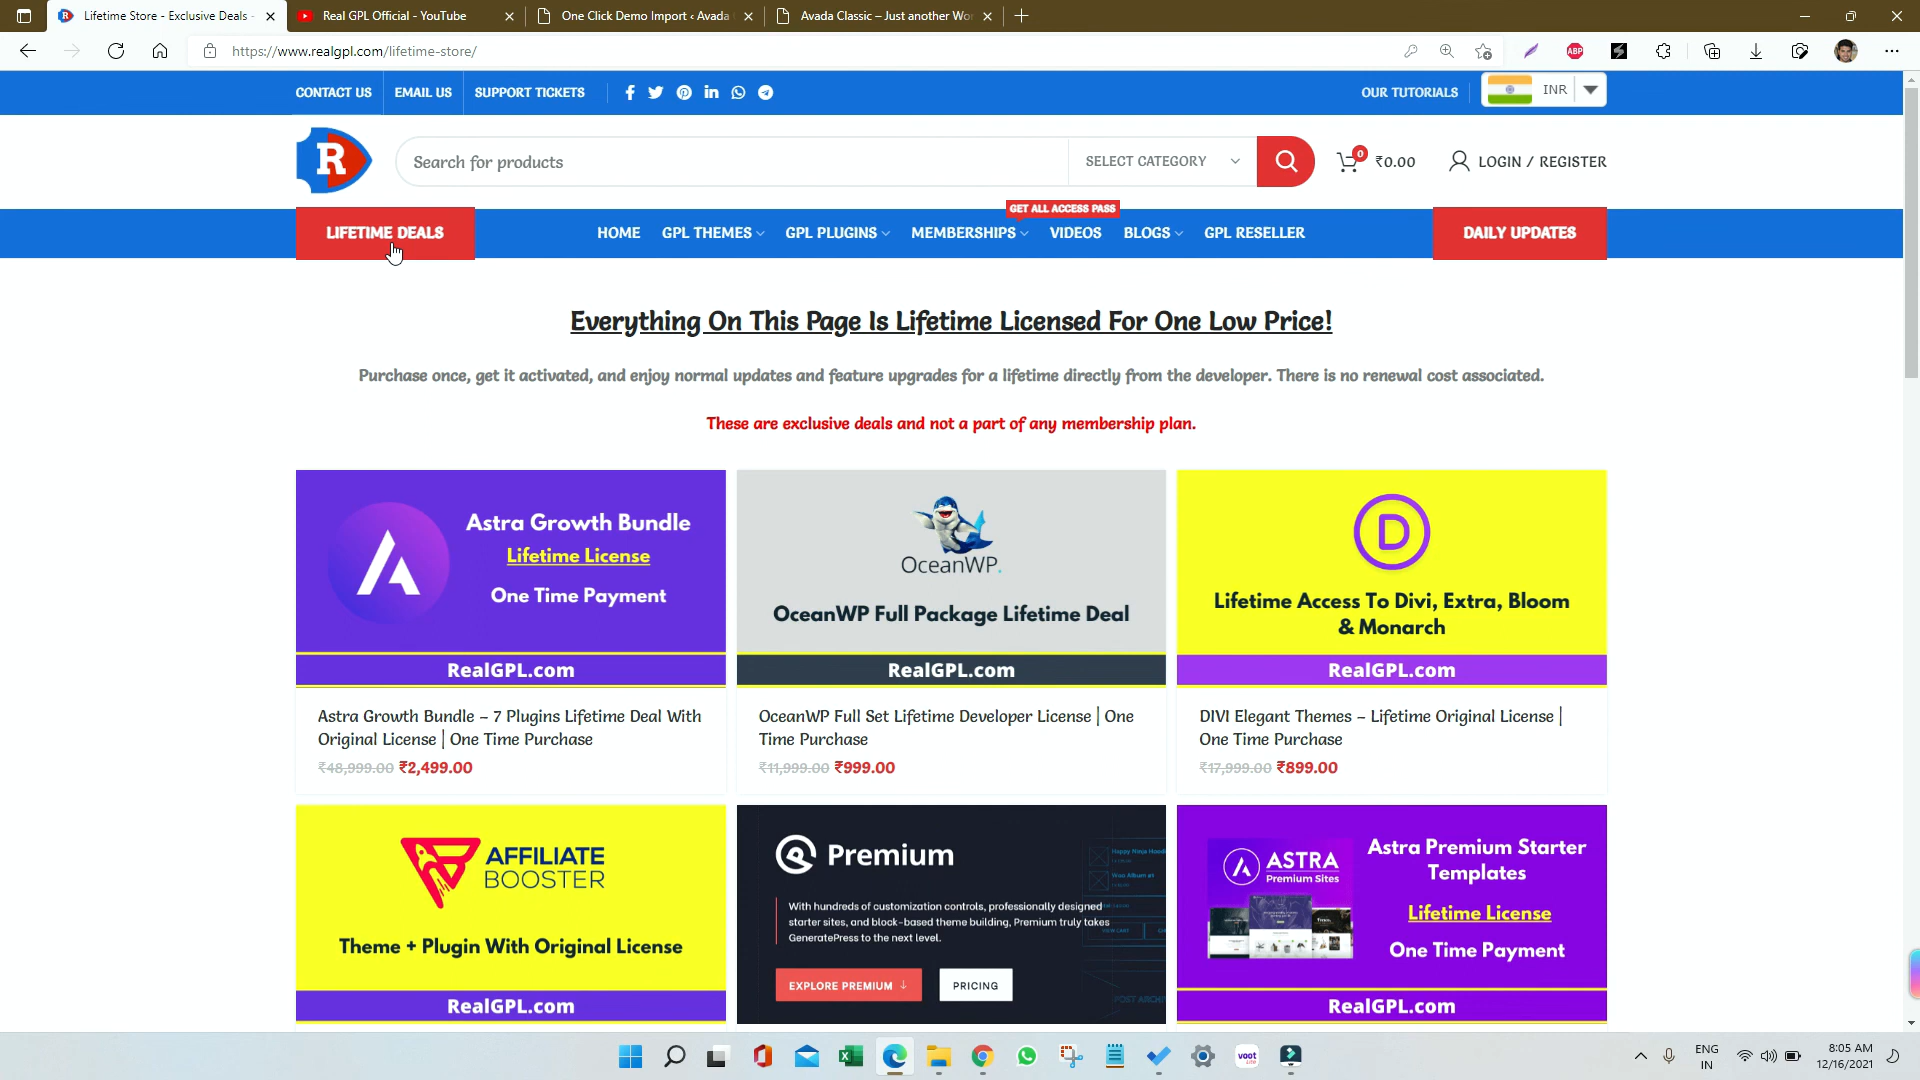 Lifetime Store - Exclusive Deals -
Real GPL Official - YouTube
One Click Demo Import ‹ Avada
Avada Classic – Just another Wor
https://www.realgpl.com/lifetime-store/
ABP
CONTACT US
EMAIL US
SUPPORT TICKETS
OUR TUTORIALS
INR
R
Search for products
SELECT CATEGORY
0
₹0.00
LOGIN / REGISTER
GET ALL ACCESS PASS
LIFETIME DEALS
HOME
GPL THEMES
GPL PLUGINS
MEMBERSHIPS
VIDEOS
BLOGS
GPL RESELLER
DAILY UPDATES
Everything On This Page Is Lifetime Licensed For One Low Price!
Purchase once, get it activated, and enjoy normal updates and feature upgrades for a lifetime directly from the developer. There is no renewal cost associated.
These are exclusive deals and not a part of any membership plan.
Astra Growth Bundle
Lifetime License
One Time Payment
RealGPL.com
Astra Growth Bundle – 7 Plugins Lifetime Deal With
Original License | One Time Purchase
₹48,999.00 ₹2,499.00
OceanWP.
OceanWP Full Package Lifetime Deal
RealGPL.com
OceanWP Full Set Lifetime Developer License | One
Time Purchase
₹11,999.00 ₹999.00
D
Lifetime Access To Divi, Extra, Bloom
& Monarch
RealGPL.com
DIVI Elegant Themes – Lifetime Original License |
One Time Purchase
₹17,999.00 ₹899.00
AFFILIATE
BOOSTER
Theme + Plugin With Original License
RealGPL.com
Premium
With hundreds of customization controls, professionally designed
starter sites, and block-based theme building, Premium truly takes
GeneratePress to the next level.
EXPLORE PREMIUM ↓
PRICING
ASTRA
Premium Sites
Astra Premium Starter
Templates
Lifetime License
One Time Payment
RealGPL.com
voot
ENG
IN
8:05 AM
12/16/2021